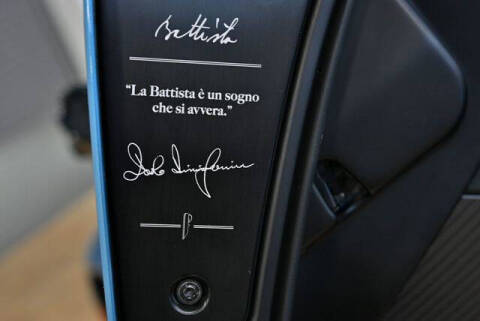 Battista
“La Battista è un sogno
che si avvera.”